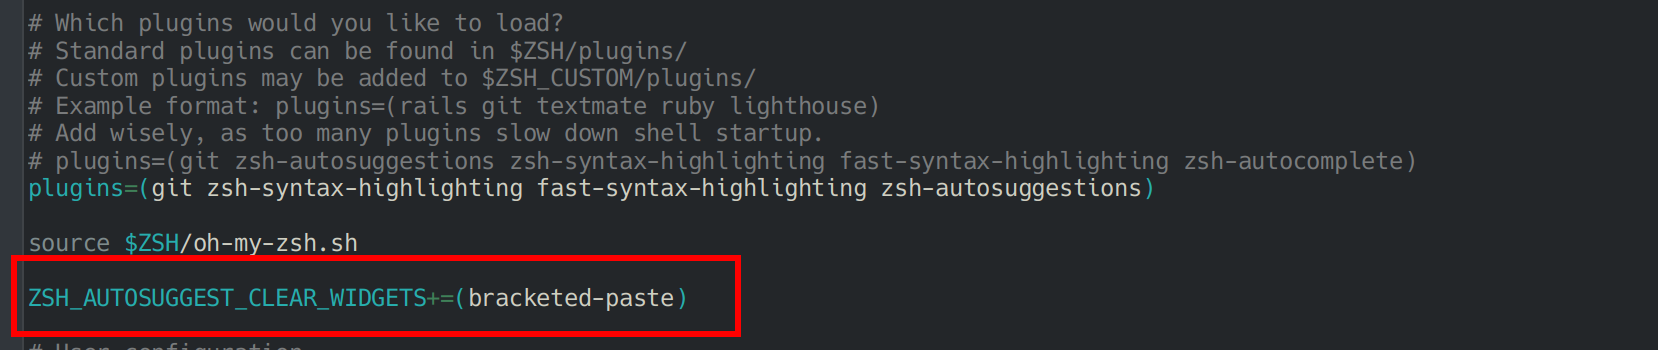 # Which plugins would you like to load?
# Standard plugins can be found in $ZSH/plugins/
# Custom plugins may be added to $ZSH_CUSTOM/plugins/
# Example format: plugins=(rails git textmate ruby lighthouse)
# Add wisely, as too many plugins slow down shell startup.
# plugins=(git zsh-autosuggestions zsh-syntax-highlighting fast-syntax-highlighting zsh-autocomplete)
plugins=(git zsh-syntax-highlighting fast-syntax-highlighting zsh-autosuggestions)
source $ZSH/oh-my-zsh.sh
ZSH_AUTOSUGGEST_CLEAR_WIDGETS+=(bracketed-paste)
# User configuration